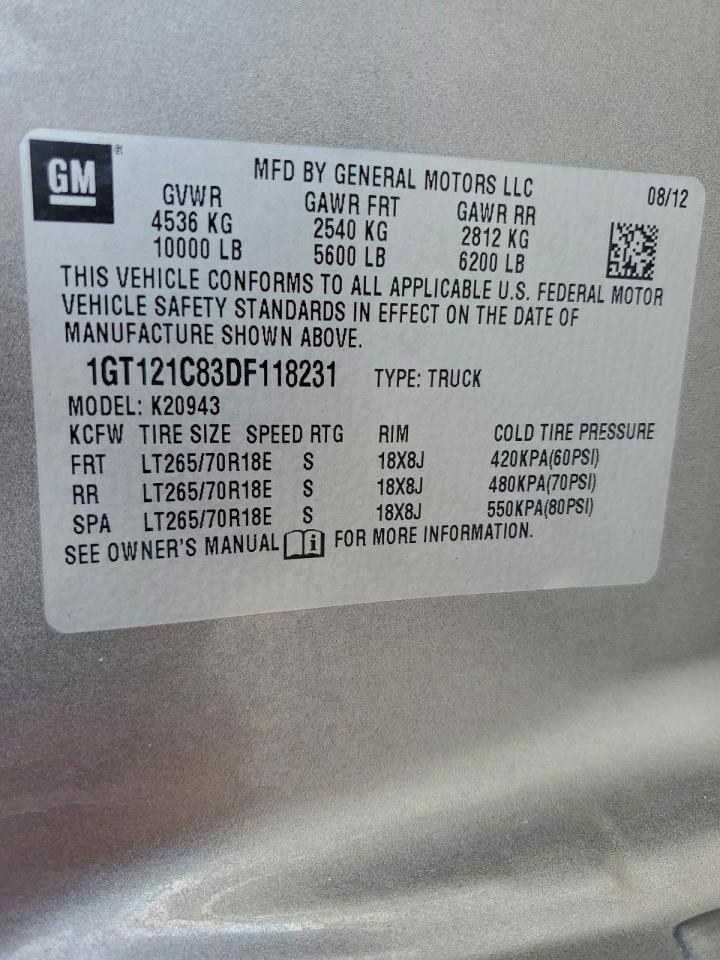 GM®
MFD BY GENERAL MOTORS LLC 08/12
GVWR GAWR FRT GAWR RR
4536 KG 2540 KG 2812 KG
10000 LB 5600 LB 6200 LB
THIS VEHICLE CONFORMS TO ALL APPLICABLE U.S. FEDERAL MOTOR
VEHICLE SAFETY STANDARDS IN EFFECT ON THE DATE OF
MANUFACTURE SHOWN ABOVE.
1GT121C83DF118231 TYPE: TRUCK
MODEL: K20943
KCFW TIRE SIZE SPEED RTG RIM COLD TIRE PRESSURE
FRT LT265/70R18E S 18X8J 420KPA(60PSI)
RR LT265/70R18E S 18X8J 480KPA(70PSI)
SPA LT265/70R18E S 18X8J 550KPA(80PSI)
SEE OWNER'S MANUAL i FOR MORE INFORMATION.